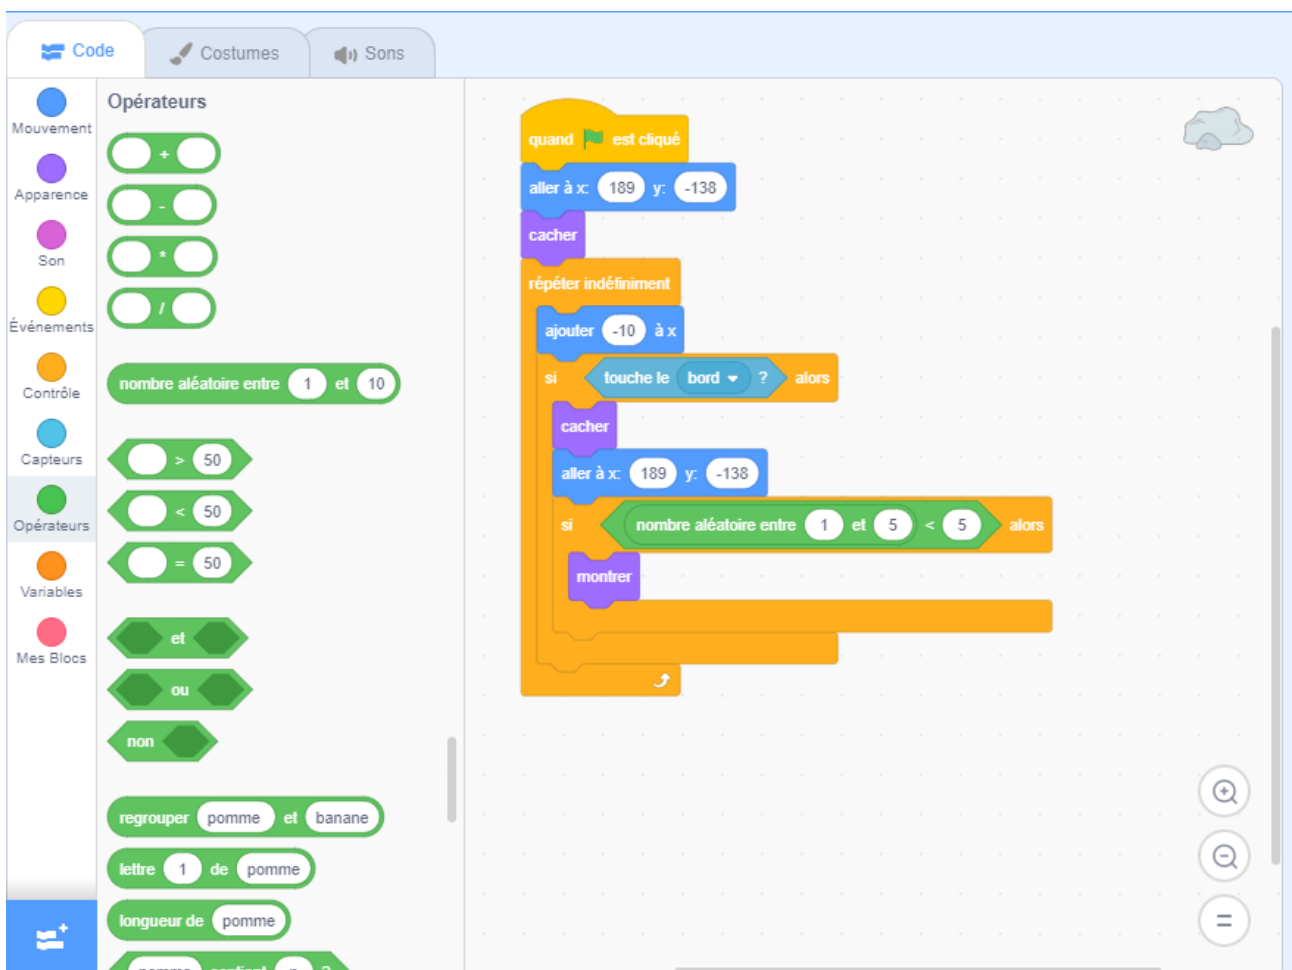 Code
Costumes
Sons
Mouvement
Apparence
Son
Événements
Contrôle
Capteurs
Opérateurs
Variables
Mes Blocs
Opérateurs
+
-
*
/
nombre aléatoire entre 1 et 10
> 50
< 50
= 50
et
ou
non
regrouper pomme et banane
lettre 1 de pomme
longueur de pomme
quand est cliqué
aller à x: 189 y: -138
cacher
répéter indéfiniment
ajouter -10 à x
si touche le bord ? alors
cacher
aller à x: 189 y: -138
si nombre aléatoire entre 1 et 5 < 5 alors
montrer